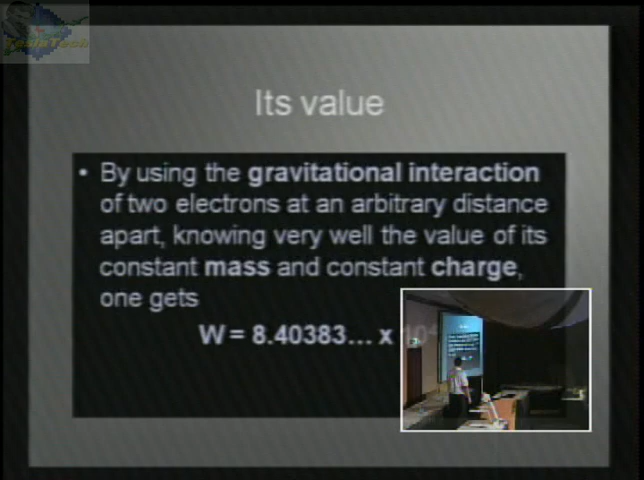 Its value
• By using the gravitational interaction
of two electrons at an arbitrary distance
apart, knowing very well the value of its
constant mass and constant charge,
one gets
W = 8.40383... x 10